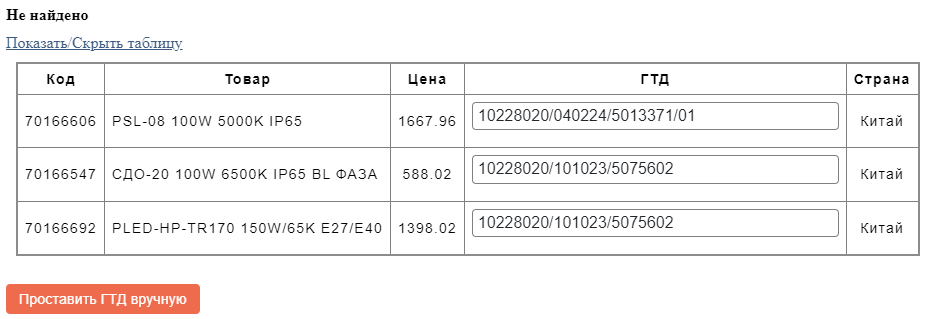 Не найдено
Показать/Скрыть таблицу
Код Товар Цена ГТД Страна
70166606 PSL-08 100W 5000K IP65 1667.96 10228020/040224/5013371/01 Китай
70166547 СДО-20 100W 6500K IP65 BL ФАЗА 588.02 10228020/101023/5075602 Китай
70166692 PLED-HP-TR170 150W/65K E27/E40 1398.02 10228020/101023/5075602 Китай
Проставить ГТД вручную